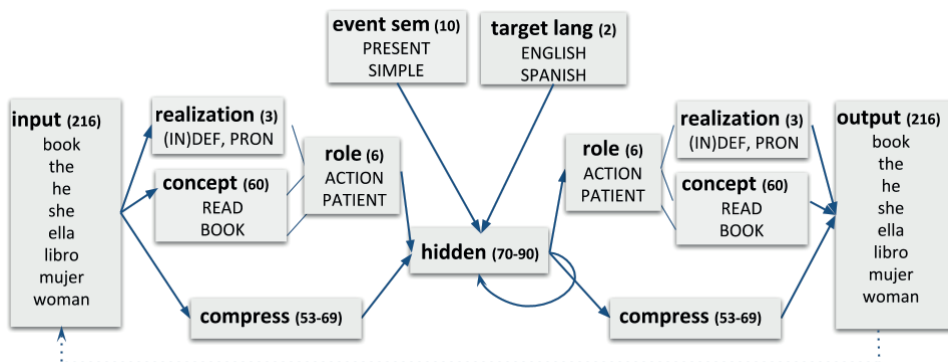 event sem (10)
PRESENT
SIMPLE
target lang (2)
ENGLISH
SPANISH
input (216)
book
the
he
she
ella
libro
mujer
woman
realization (3)
(IN)DEF, PRON
concept (60)
READ
BOOK
role (6)
ACTION
PATIENT
compress (53-69)
hidden (70-90)
role (6)
ACTION
PATIENT
realization (3)
(IN)DEF, PRON
concept (60)
READ
BOOK
compress (53-69)
output (216)
book
the
he
she
ella
libro
mujer
woman